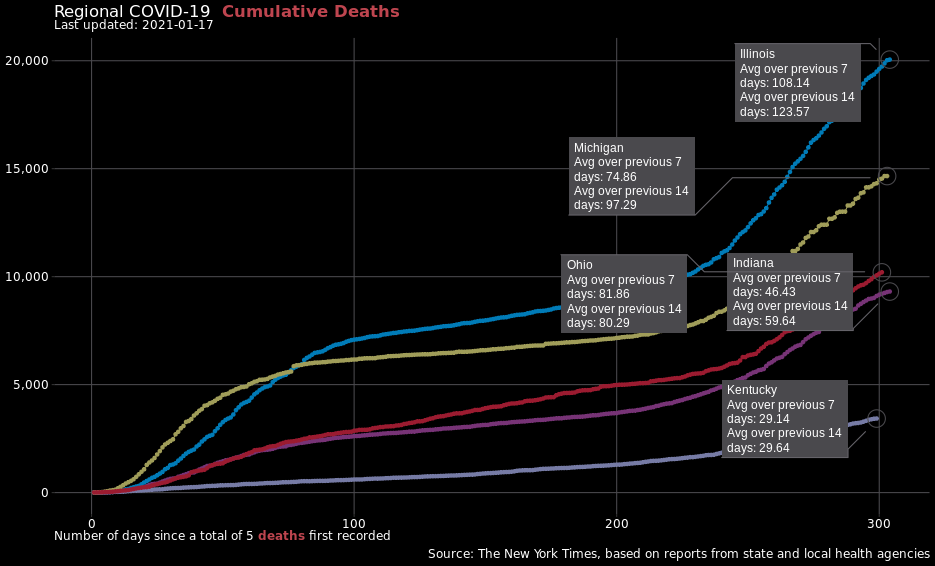 Regional COVID-19 Cumulative Deaths
Last updated: 2021-01-17
20,000
15,000
10,000
5,000
0
Illinois
Avg over previous 7
days: 108.14
Avg over previous 14
days: 123.57
Michigan
Avg over previous 7
days: 74.86
Avg over previous 14
days: 97.29
Ohio
Avg over previous 7
days: 81.86
Avg over previous 14
days: 80.29
Indiana
Avg over previous 7
days: 46.43
Avg over previous 14
days: 59.64
Kentucky
Avg over previous 7
days: 29.14
Avg over previous 14
days: 29.64
0 100 200 300
Number of days since a total of 5 deaths first recorded
Source: The New York Times, based on reports from state and local health agencies